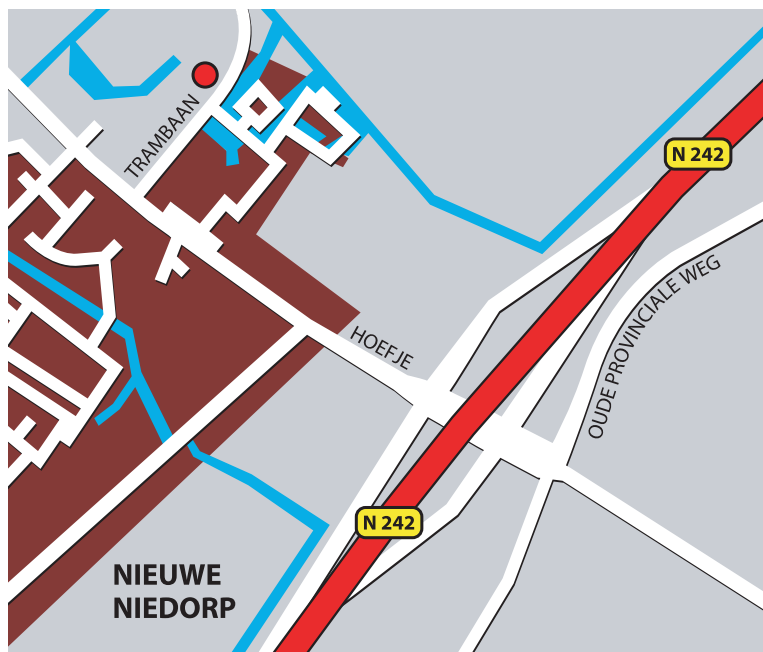 TRAMBAAN
N 242
OUDE PROVINCIALE WEG
HOEFJE
N 242
NIEUWE
NIEDORP